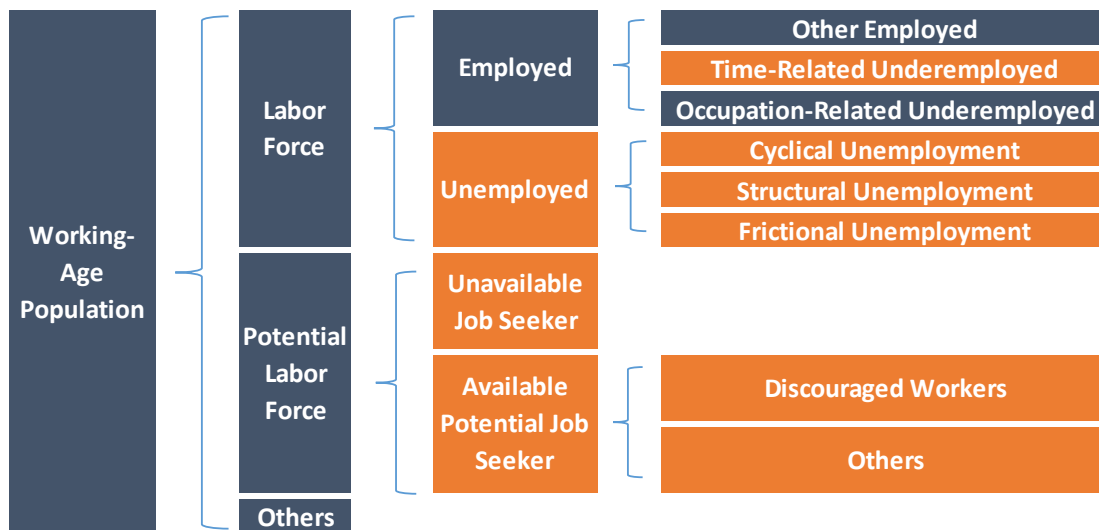 Working-
Age
Population
Labor
Force
Potential
Labor
Force
Others
Employed
Unemployed
Unavailable
Job Seeker
Available
Potential Job
Seeker
Other Employed
Time-Related Underemployed
Occupation-Related Underemployed
Cyclical Unemployment
Structural Unemployment
Frictional Unemployment
Discouraged Workers
Others